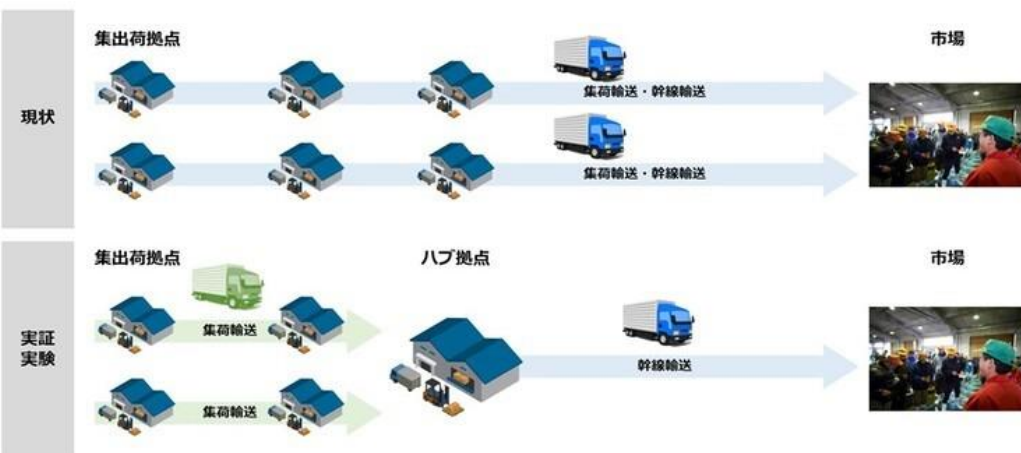 集出荷拠点
市場
現状
集荷輸送・幹線輸送
集荷輸送・幹線輸送
集出荷拠点
ハブ拠点
市場
実証
実験
集荷輸送
幹線輸送
集荷輸送